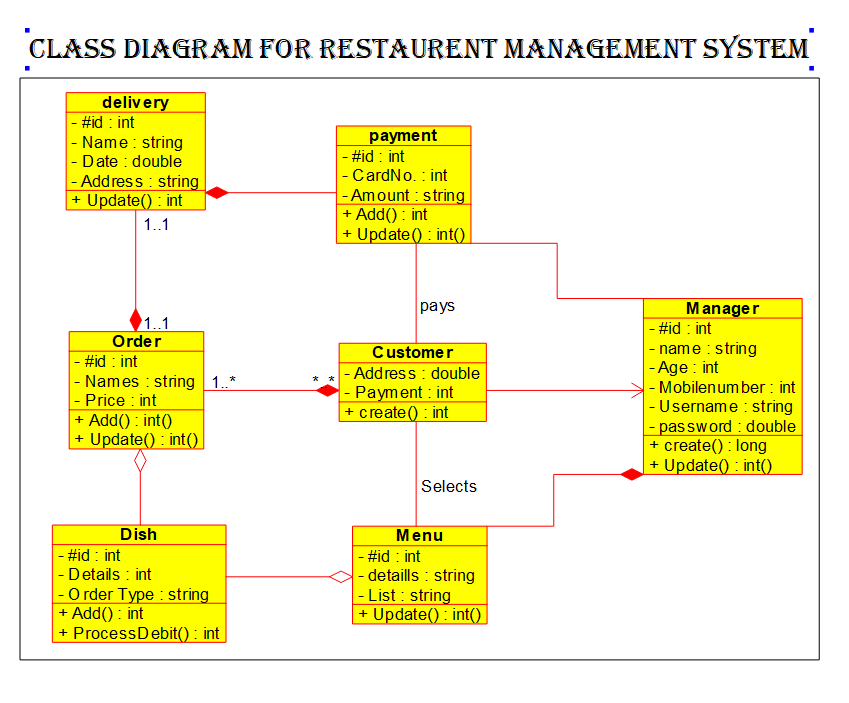 CLASS DIAGRAM FOR RESTAURENT MANAGEMENT SYSTEM
delivery
- #id : int
- Name : string
- Date : double
- Address : string
+ Update() : int
payment
- #id : int
- CardNo. : int
- Amount : string
+ Add() : int
+ Update() : int()
1..1
1..1
pays
Manager
- #id : int
- name : string
- Age : int
- Mobilenumber : int
- Username : string
- password : double
+ create() : long
+ Update() : int()
Order
- #id : int
- Names : string
- Price : int
+ Add() : int()
+ Update() : int()
1..*
*..*
Customer
- Address : double
- Payment : int
+ create() : int
Selects
Dish
- #id : int
- Details : int
- Order Type : string
+ Add() : int
+ ProcessDebit() : int
Menu
- #id : int
- detaills : string
- List : string
+ Update() : int()